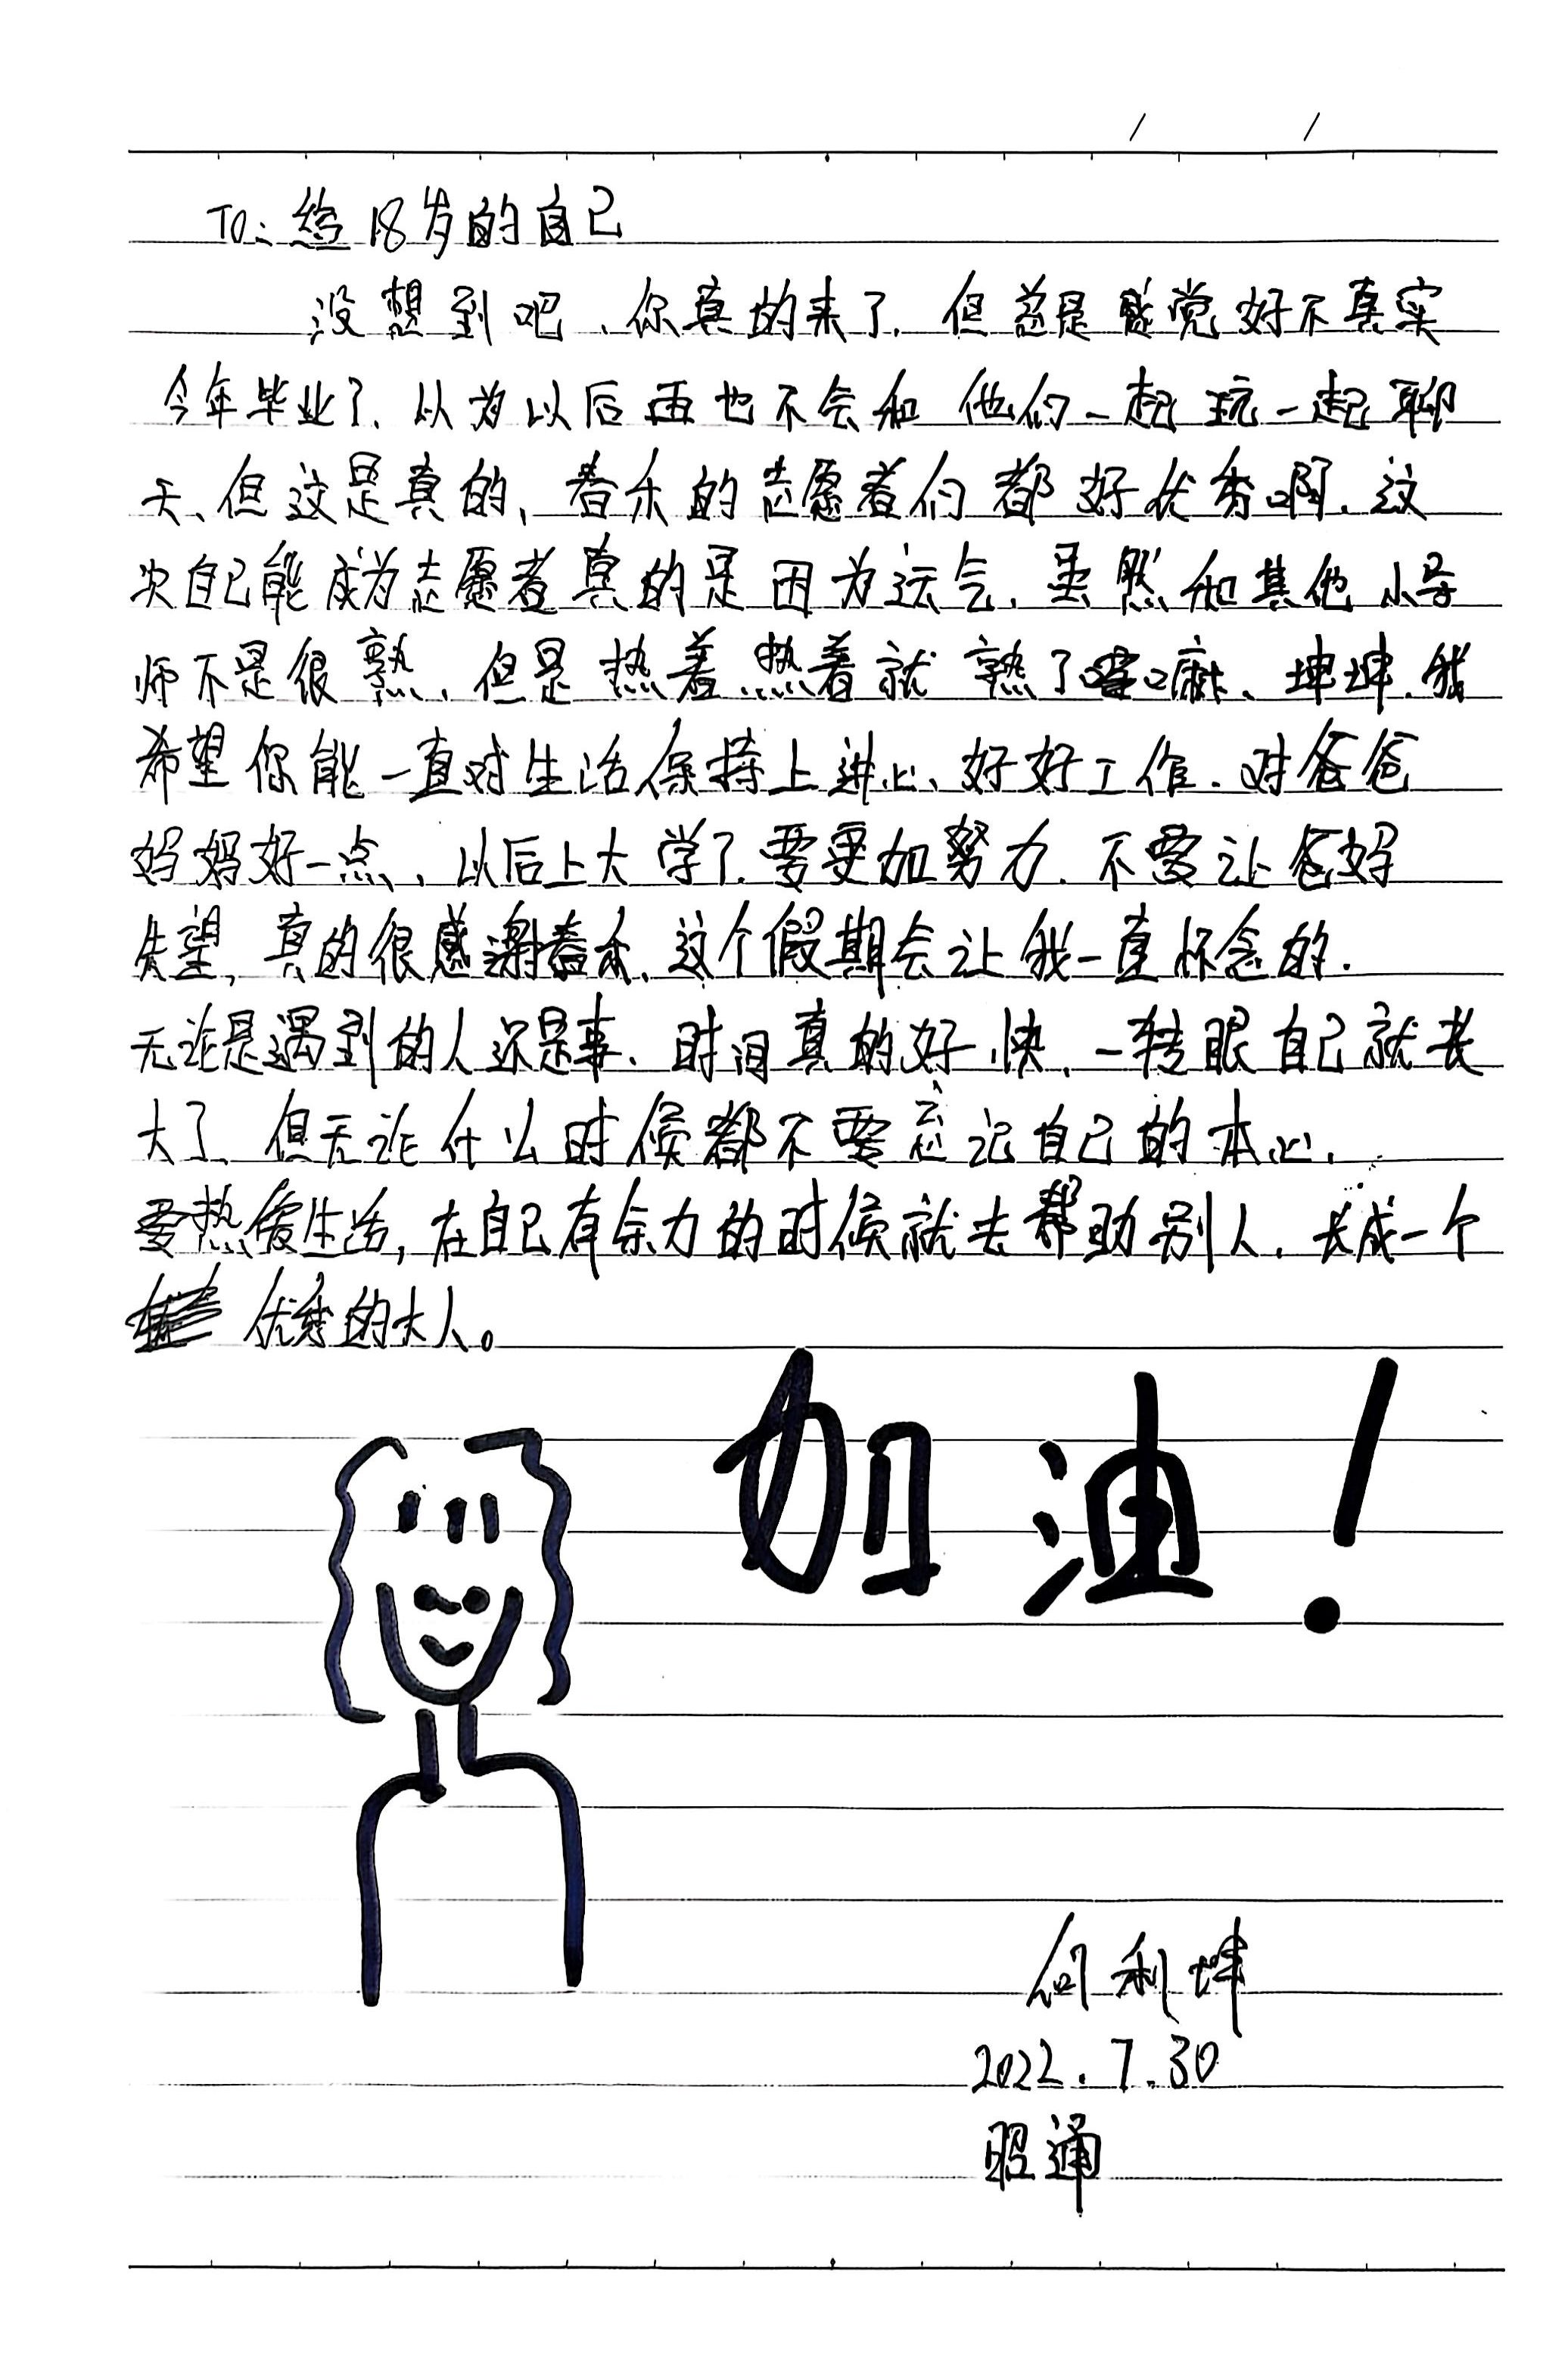 TO: 给18岁的自己
没想到吧、你真的来了.但总是感觉好不真实
今年毕业了、以为以后再也不会和他们一起玩一起聊
天、但这是真的、春禾的志愿者们都好优秀啊.这
次自己能成为志愿者真的是因为运气.虽然和其他小导
师不是很熟、但是热着热着就熟了嘛、坤坤.我
希望你能一直对生活保持上进心、好好工作.对爸爸
妈妈好一点、以后上大学了.要更加努力.不要让爸妈
失望,真的很感谢春禾、这个假期会让我一直怀念的.
无论是遇到的人还是事、时间真的好快、一转眼自己就长
大了、但无论什么时候都不要忘记自己的本心.
要热爱生活,在自己有余力的时候就去帮助别人.长成一个
优秀的大人。
加油!
何利坤
2022.7.30
昭通